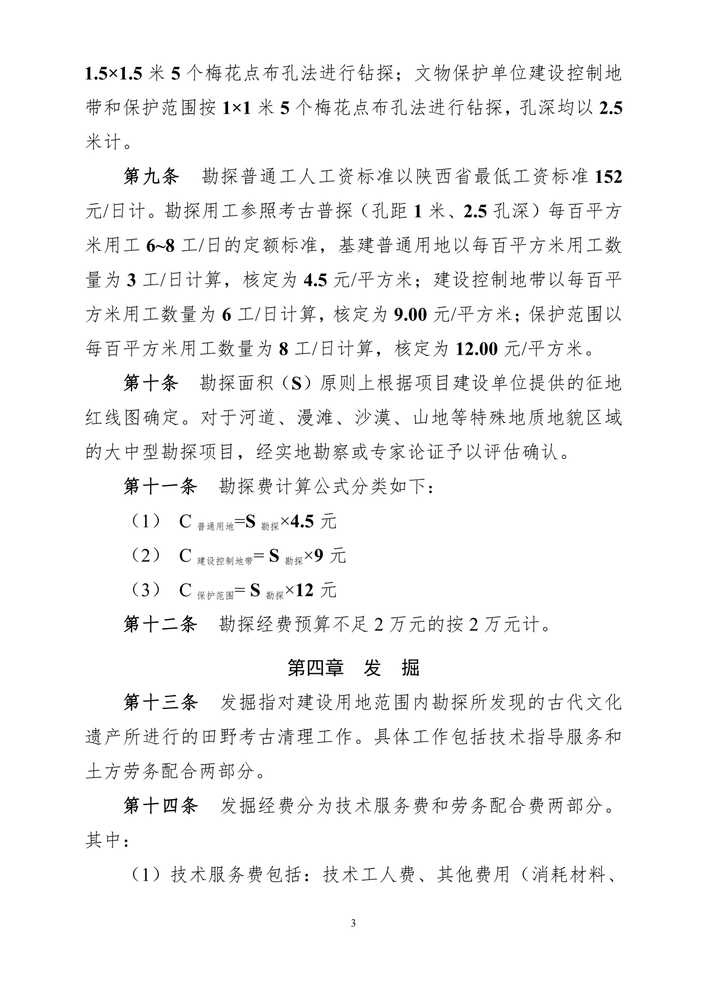 1.5×1.5 米 5 个梅花点布孔法进行钻探；文物保护单位建设控制地
带和保护范围按 1×1 米 5 个梅花点布孔法进行钻探，孔深均以 2.5
米计。
第九条　勘探普通工人工资标准以陕西省最低工资标准 152
元/日计。勘探用工参照考古普探（孔距 1 米、2.5 孔深）每百平方
米用工 6~8 工/日的定额标准，基建普通用地以每百平方米用工数
量为 3 工/日计算，核定为 4.5 元/平方米；建设控制地带以每百平
方米用工数量为 6 工/日计算，核定为 9.00 元/平方米；保护范围以
每百平方米用工数量为 8 工/日计算，核定为 12.00 元/平方米。
第十条　勘探面积（S）原则上根据项目建设单位提供的征地
红线图确定。对于河道、漫滩、沙漠、山地等特殊地质地貌区域
的大中型勘探项目，经实地勘察或专家论证予以评估确认。
第十一条　勘探费计算公式分类如下：
（1） C 普通用地=S 勘探×4.5 元
（2） C 建设控制地带= S 勘探×9 元
（3） C 保护范围= S 勘探×12 元
第十二条　勘探经费预算不足 2 万元的按 2 万元计。
第四章　发　掘
第十三条　发掘指对建设用地范围内勘探所发现的古代文化
遗产所进行的田野考古清理工作。具体工作包括技术指导服务和
土方劳务配合两部分。
第十四条　发掘经费分为技术服务费和劳务配合费两部分。
其中：
（1）技术服务费包括：技术工人费、其他费用（消耗材料、
3